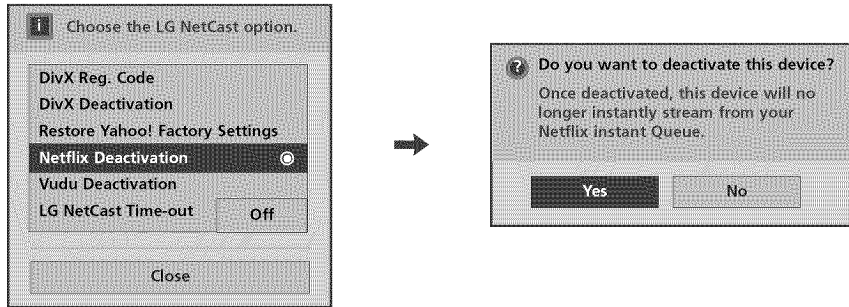 Choose the LG NetCast option.
DivX Reg. Code
DivX Deactivation
Restore Yahoo! Factory Settings
Netflix Deactivation
Vudu Deactivation
LG NetCast Time-out Off
Close
Do you want to deactivate this device?
Once deactivated, this device will no
longer instantly stream from your
Netflix instant Queue.
Yes No